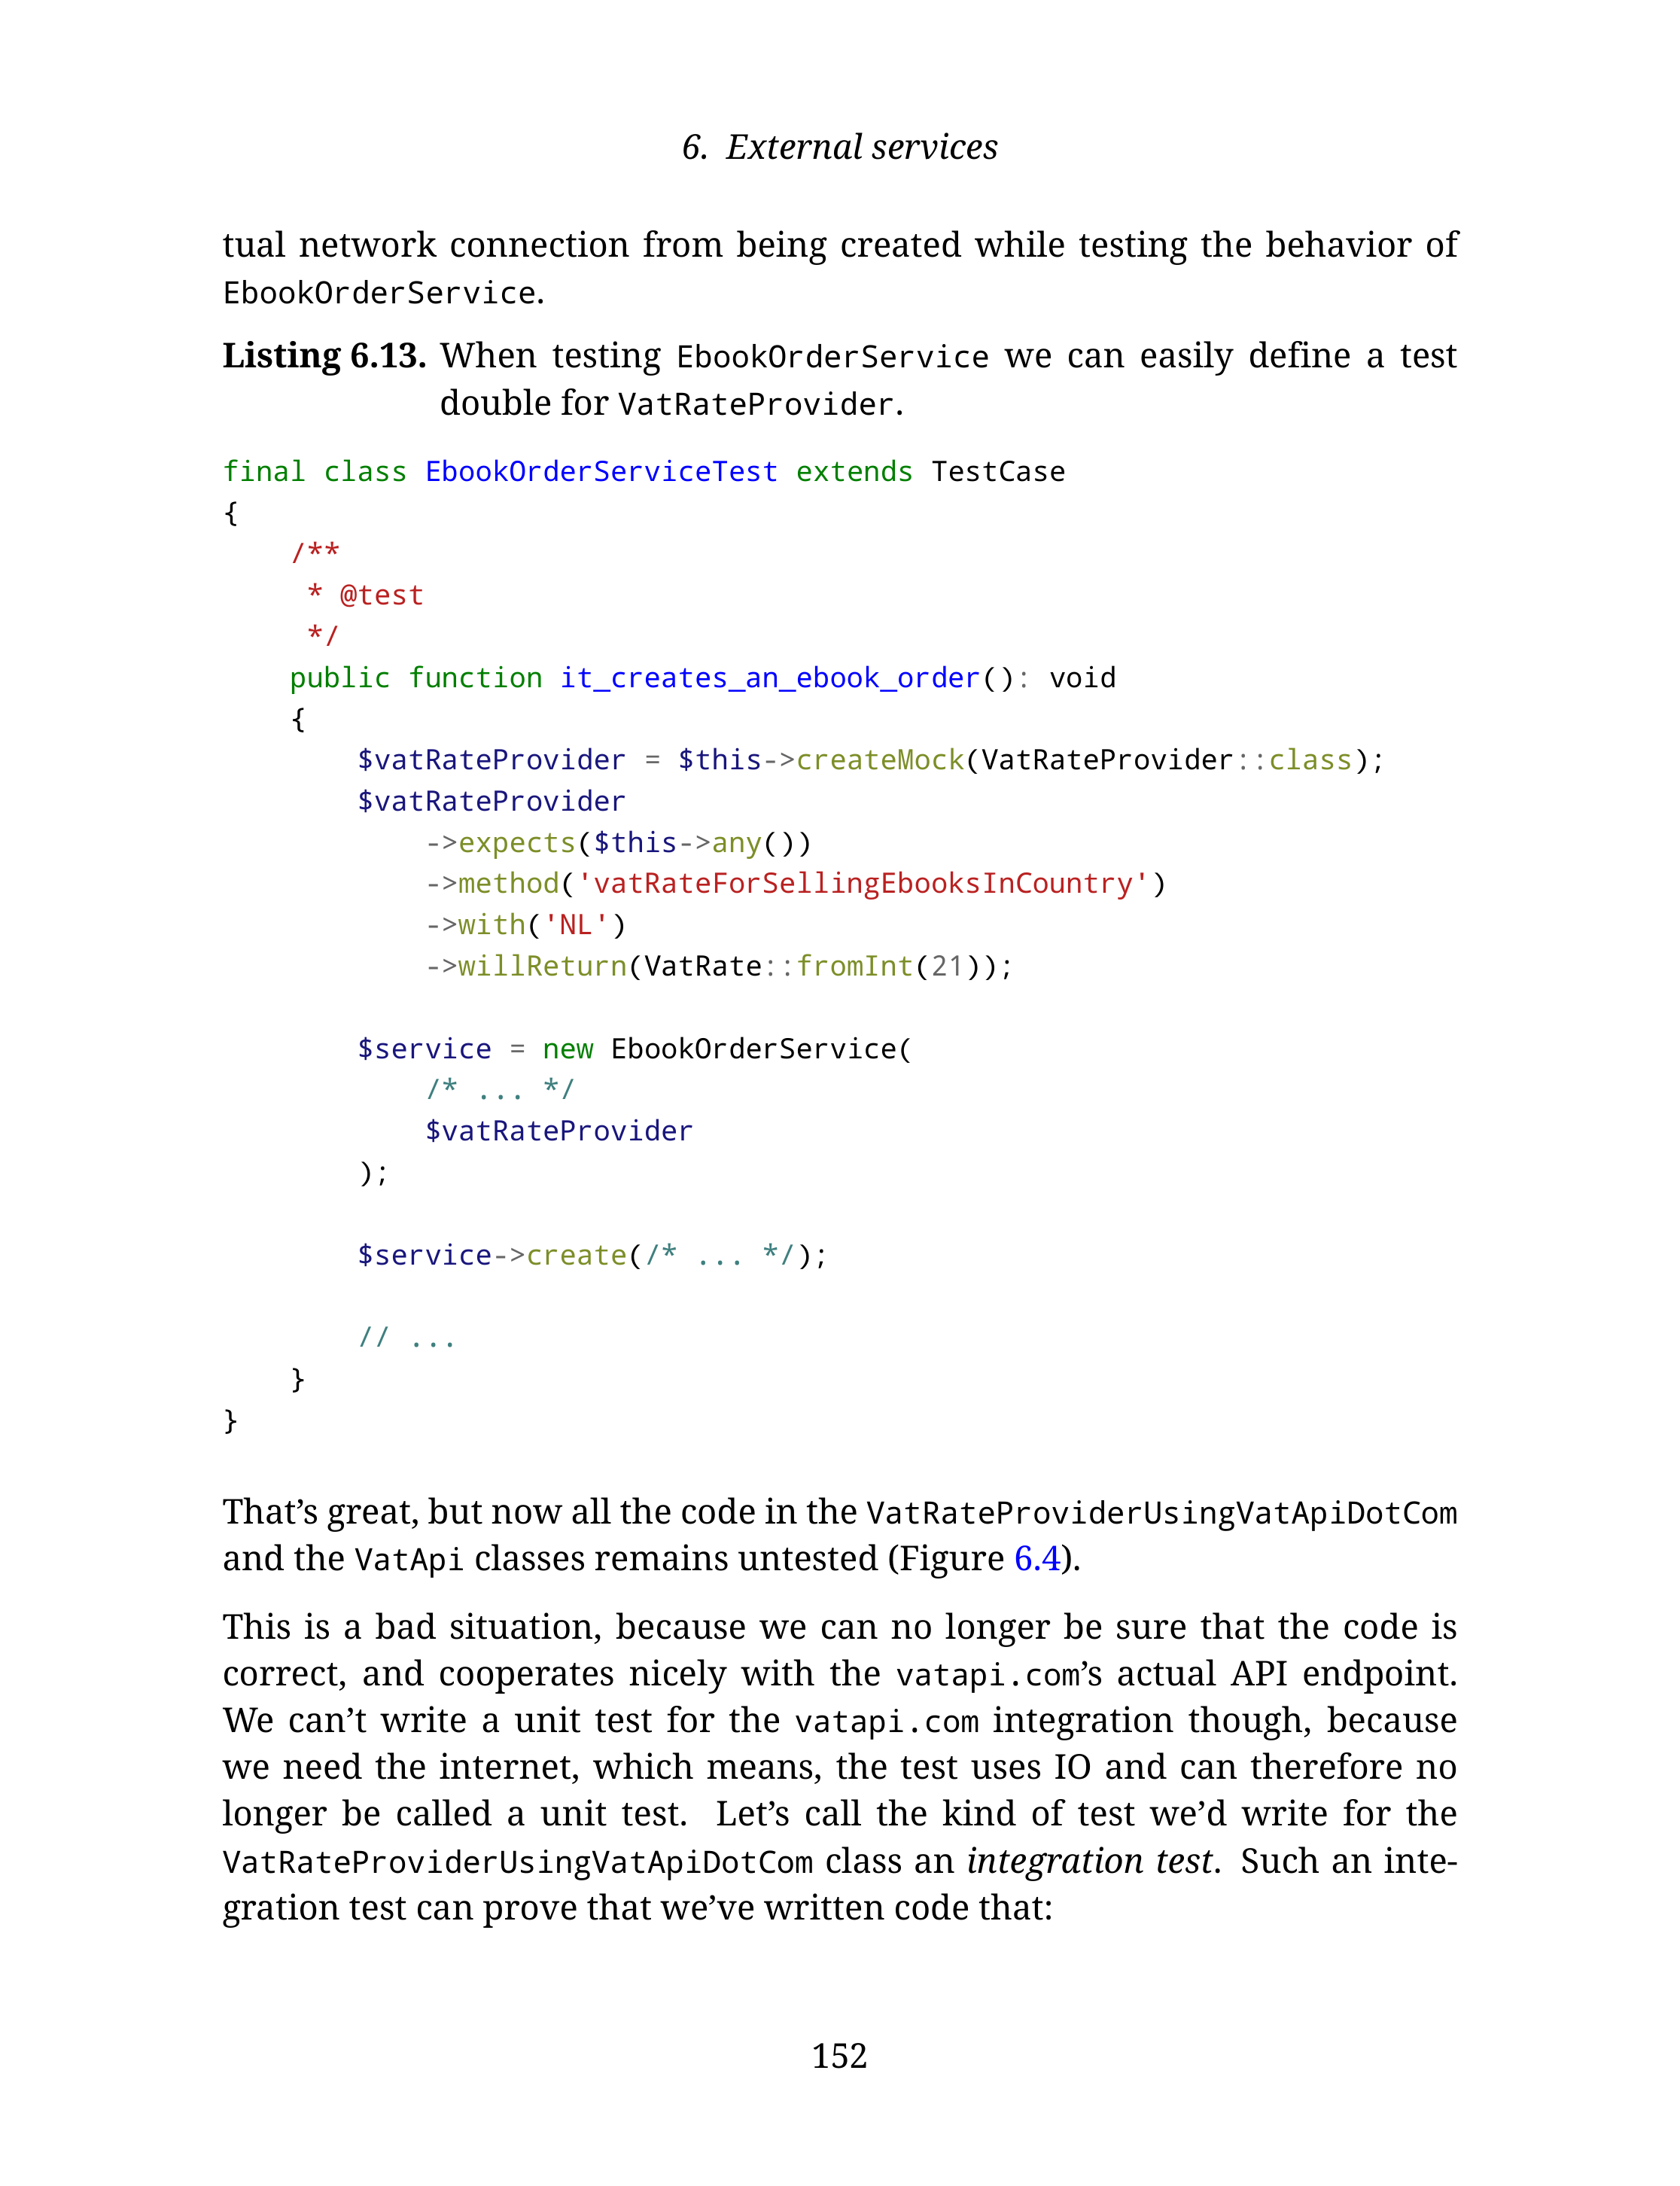 6. External services
tual network connection from being created while testing the behavior of
EbookOrderService.
Listing 6.13. When testing EbookOrderService we can easily define a test
double for VatRateProvider.
final class EbookOrderServiceTest extends TestCase
{
    /**
     * @test
     */
    public function it_creates_an_ebook_order(): void
    {
        $vatRateProvider = $this->createMock(VatRateProvider::class);
        $vatRateProvider
            ->expects($this->any())
            ->method('vatRateForSellingEbooksInCountry')
            ->with('NL')
            ->willReturn(VatRate::fromInt(21));

        $service = new EbookOrderService(
            /* ... */
            $vatRateProvider
        );

        $service->create(/* ... */);

        // ...
    }
}
That’s great, but now all the code in the VatRateProviderUsingVatApiDotCom
and the VatApi classes remains untested (Figure 6.4).
This is a bad situation, because we can no longer be sure that the code is
correct, and cooperates nicely with the vatapi.com’s actual API endpoint.
We can’t write a unit test for the vatapi.com integration though, because
we need the internet, which means, the test uses IO and can therefore no
longer be called a unit test. Let’s call the kind of test we’d write for the
VatRateProviderUsingVatApiDotCom class an integration test. Such an inte-
gration test can prove that we’ve written code that:
152